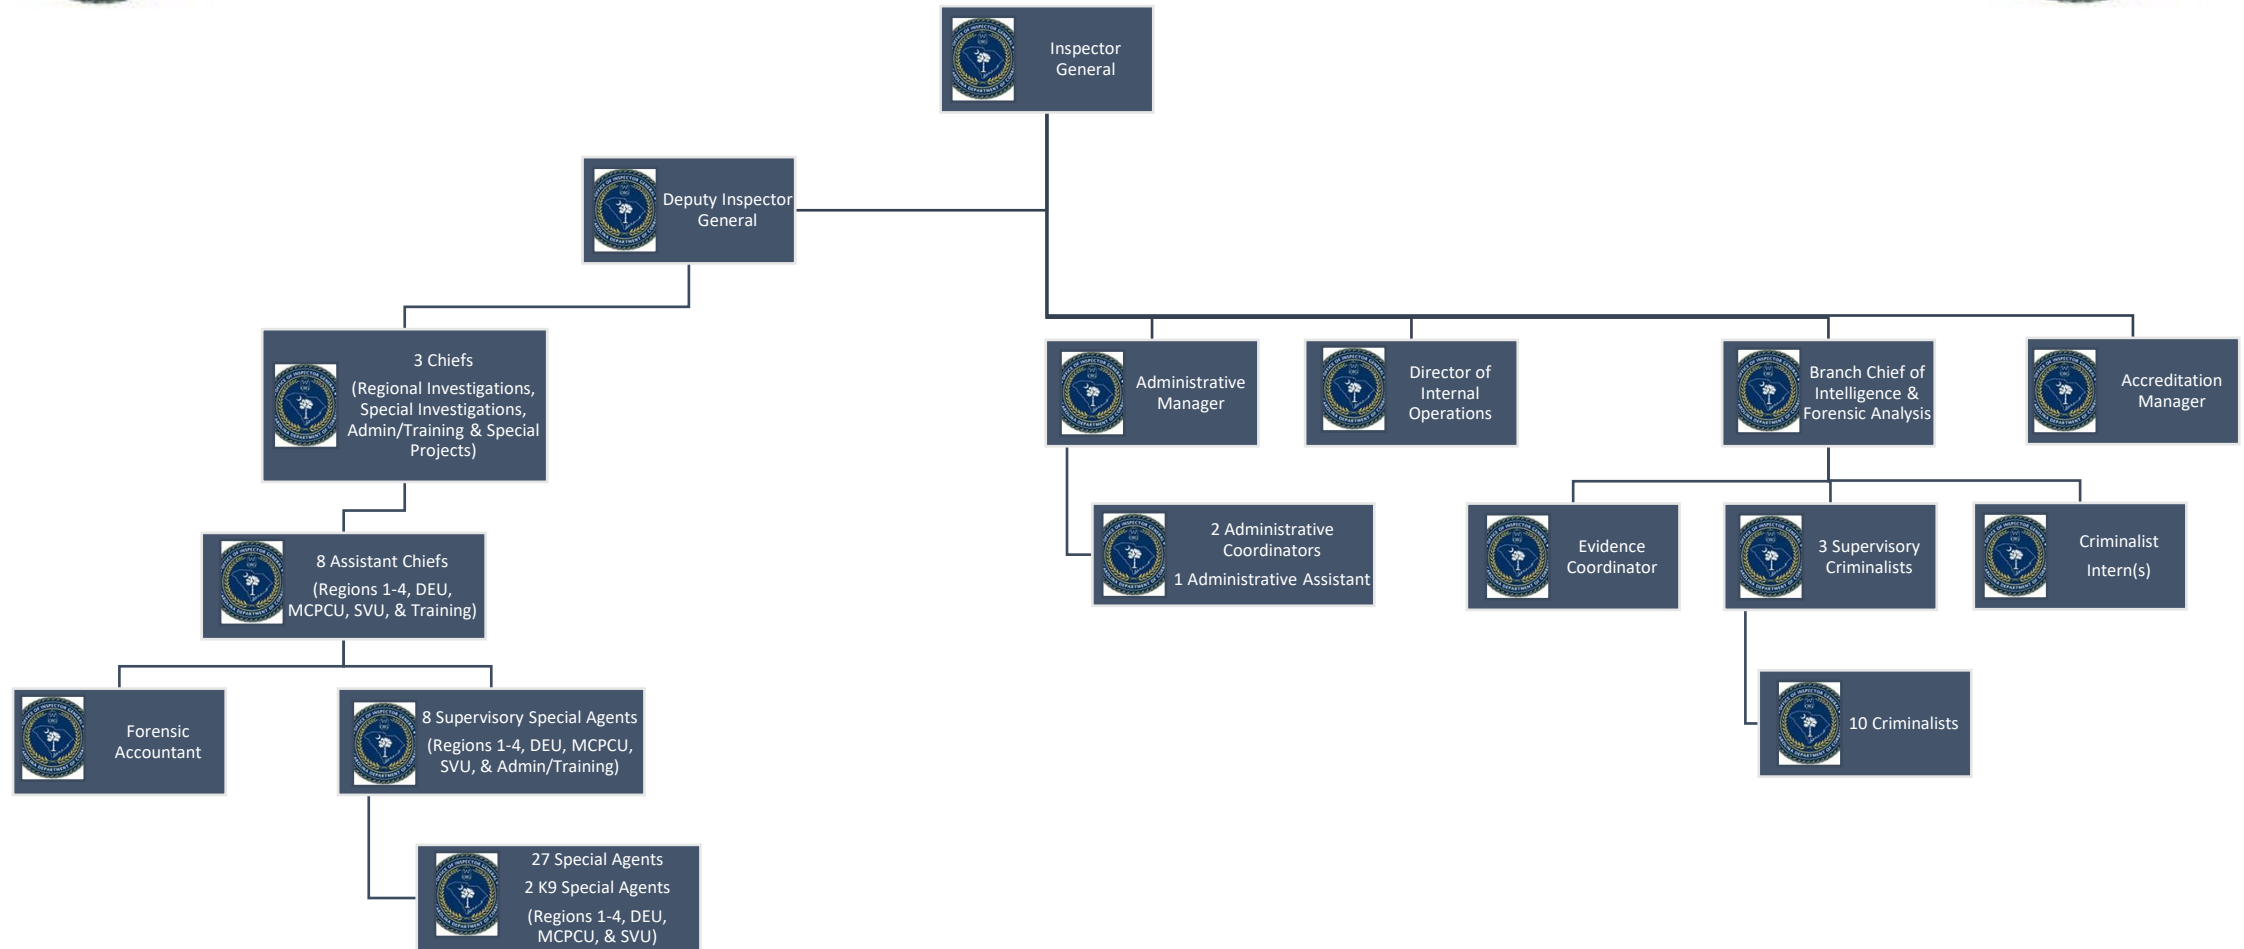 Inspector
General
Deputy Inspector
General
3 Chiefs
(Regional Investigations,
Special Investigations,
Admin/Training & Special
Projects)
Administrative
Manager
Director of
Internal
Operations
Branch Chief of
Intelligence &
Forensic Analysis
Accreditation
Manager
8 Assistant Chiefs
(Regions 1-4, DEU,
MCPCU, SVU, & Training)
2 Administrative
Coordinators
1 Administrative Assistant
Evidence
Coordinator
3 Supervisory
Criminalists
Criminalist
Intern(s)
Forensic
Accountant
8 Supervisory Special Agents
(Regions 1-4, DEU, MCPCU,
SVU, & Admin/Training)
10 Criminalists
27 Special Agents
2 K9 Special Agents
(Regions 1-4, DEU,
MCPCU, & SVU)